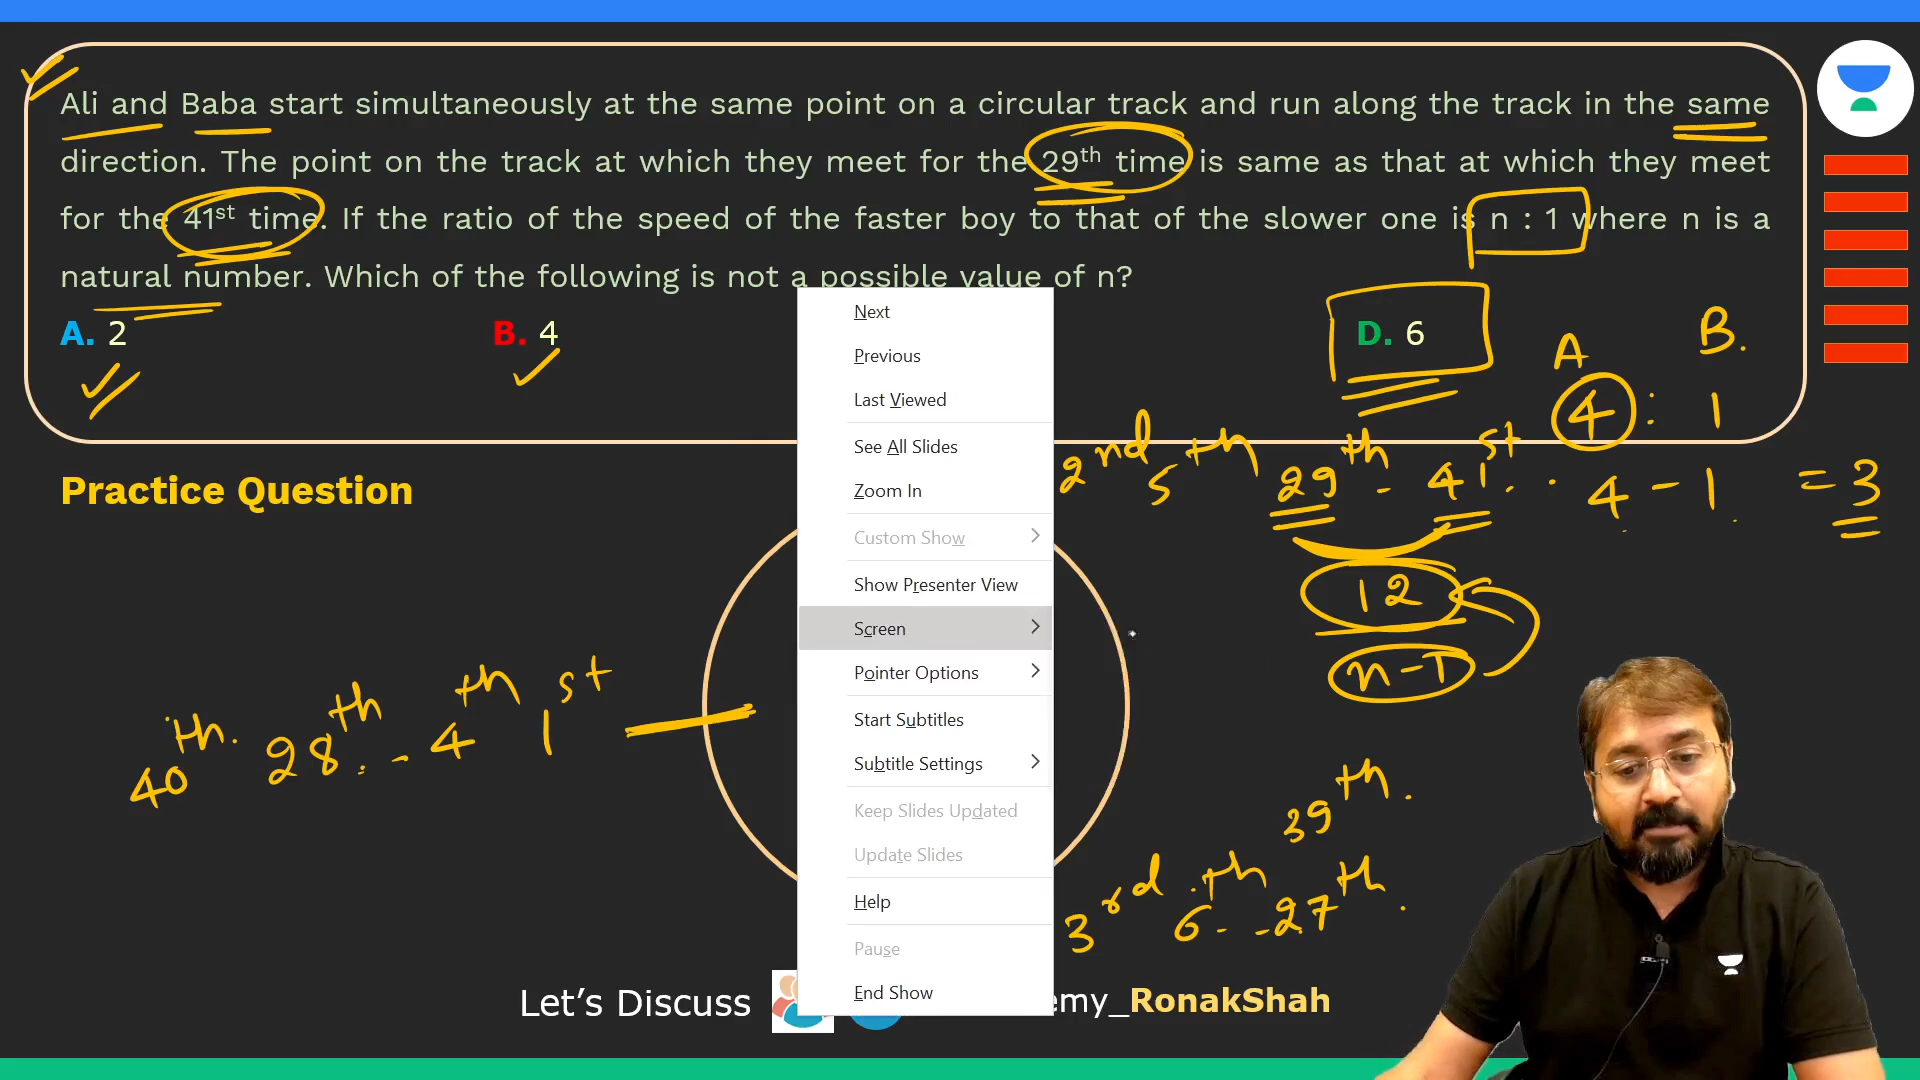 Ali and Baba start simultaneously at the same point on a circular track and run along the track in the same
direction. The point on the track at which they meet for the 29th time is same as that at which they meet
for the 41st time. If the ratio of the speed of the faster boy to that of the slower one is n : 1 where n is a
natural number. Which of the following is not a possible value of n?
A. 2
B. 4
D. 6
A B.
4 : 1
Practice Question
2nd 5th 29th - 41st. . 4 - 1 = 3
12
n-1
40th. 28th.. - 4th 1st
39th.
3rd .th 6- -27th.
Next
Previous
Last Viewed
See All Slides
Zoom In
Custom Show
Show Presenter View
Screen
Pointer Options
Start Subtitles
Subtitle Settings
Keep Slides Updated
Update Slides
Help
Pause
End Show
Let's Discuss emy_RonakShah